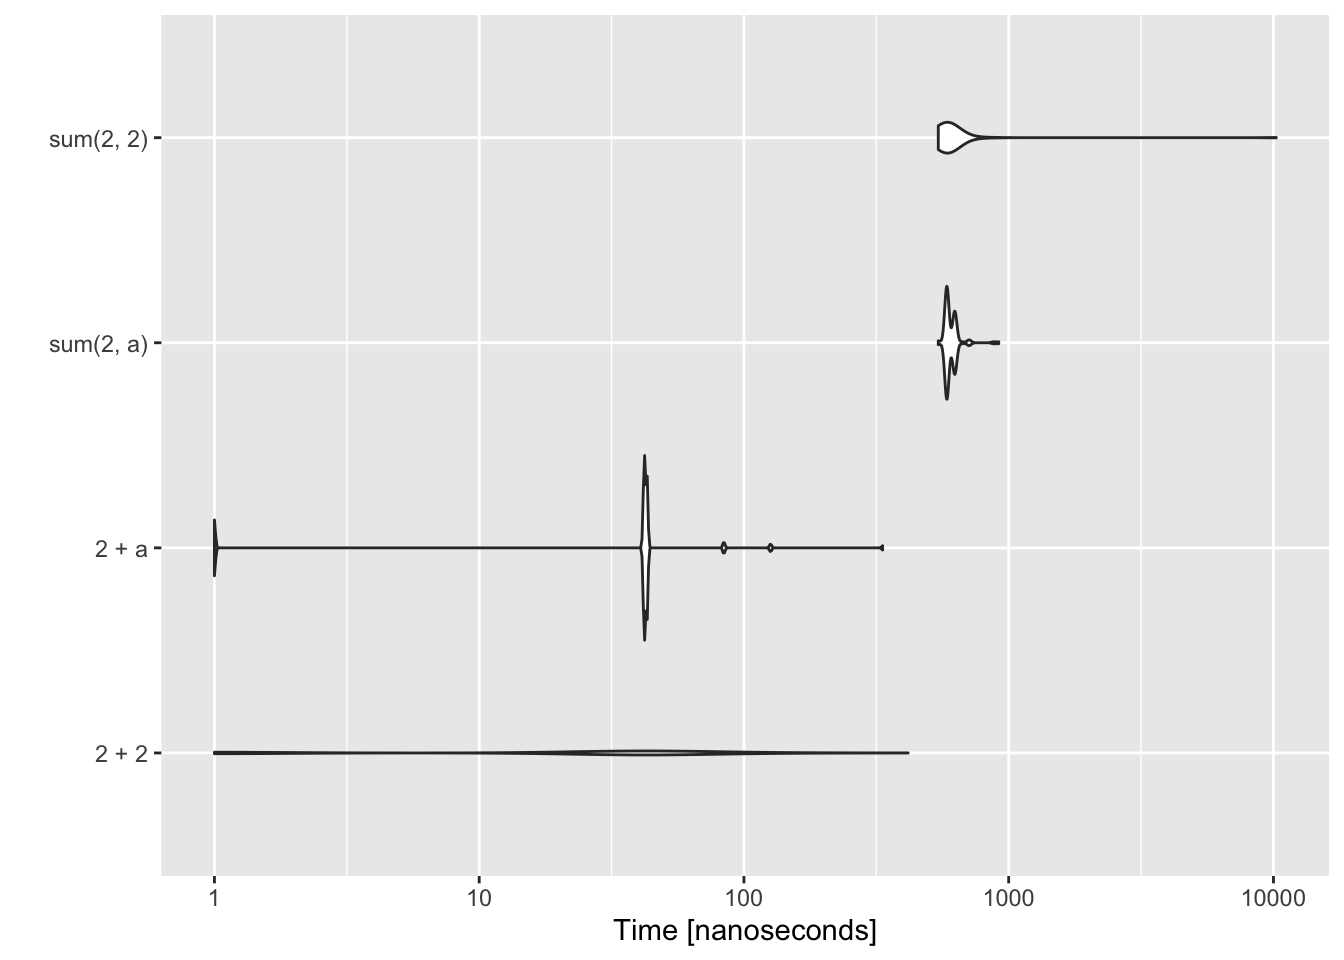 sum(2, 2)
sum(2, a)
2 + a
2 + 2
1 10 100 1000 10000
Time [nanoseconds]